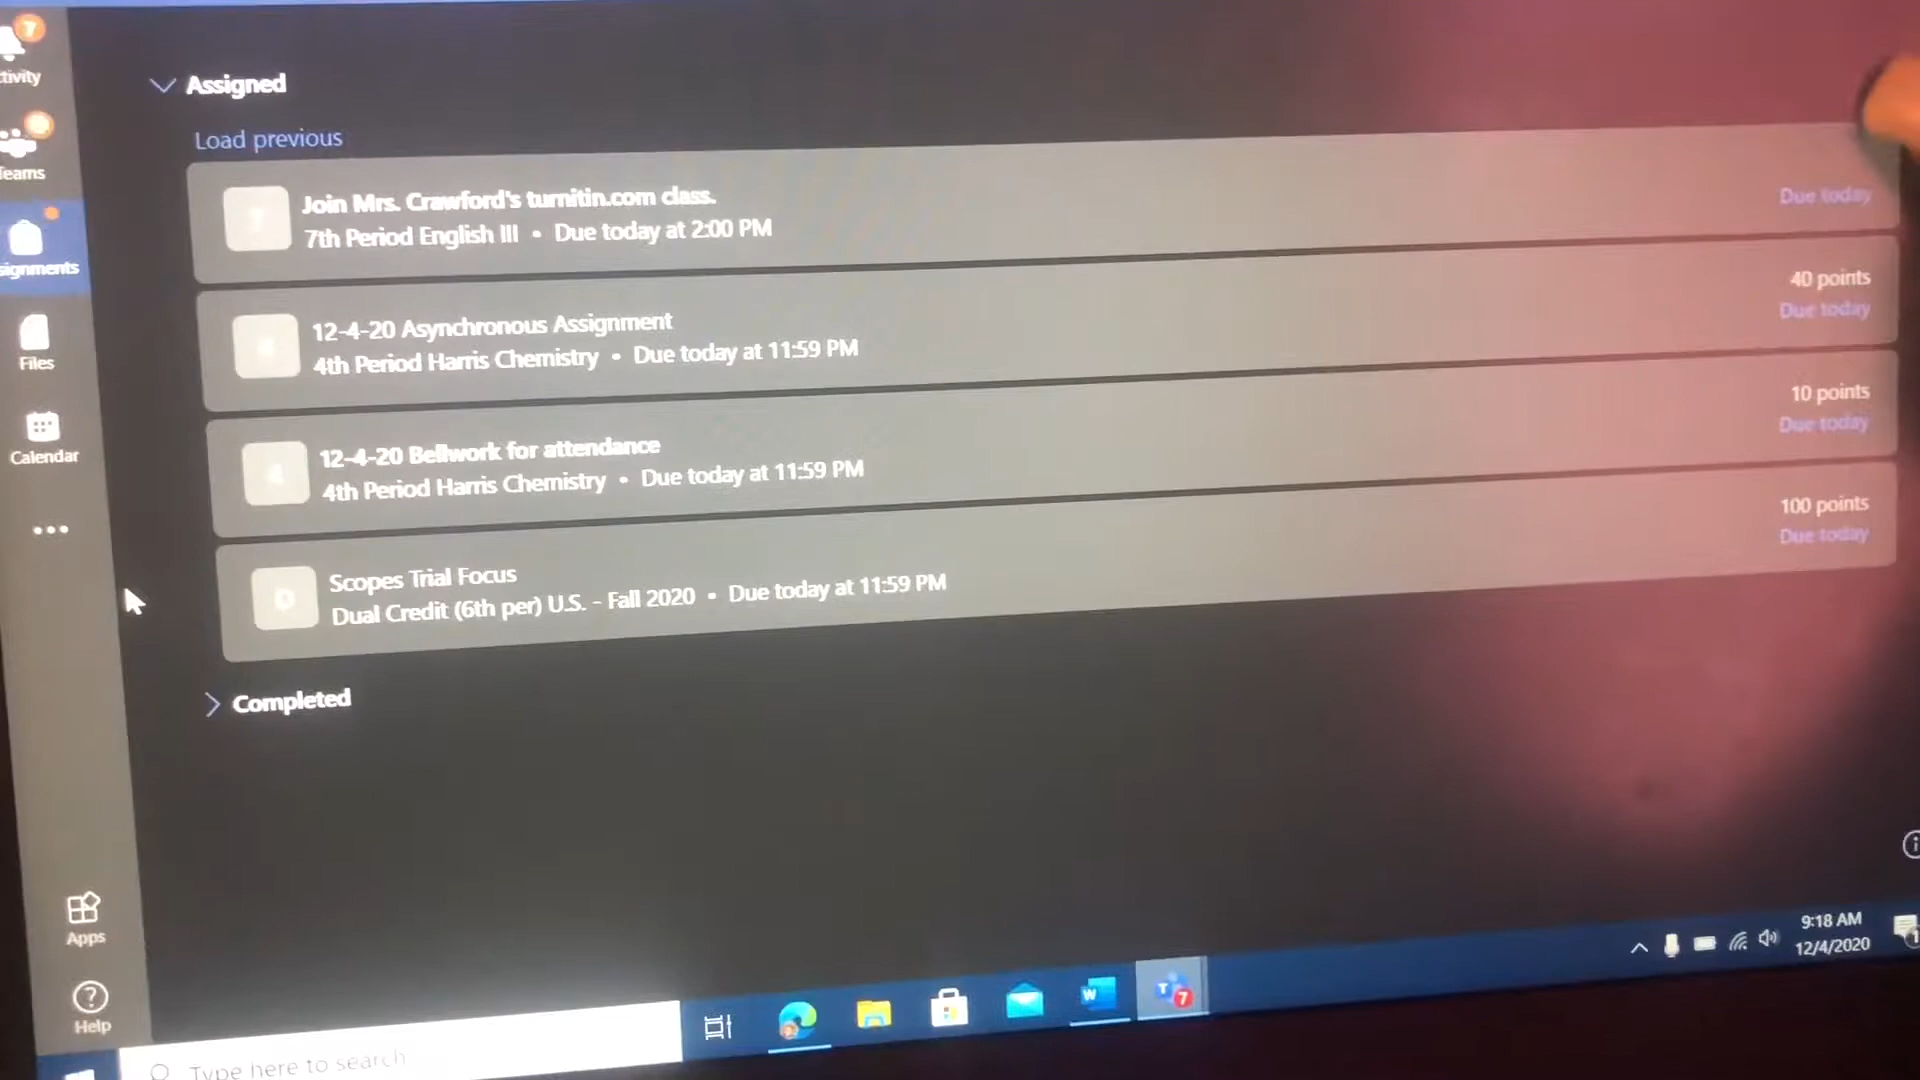 7
ctivity
Teams
signments
Files
Calendar
Apps
Help
Assigned
Load previous
Join Mrs. Crawford's turnitin.com class.
7th Period English III • Due today at 2:00 PM
Due today
12-4-20 Asynchronous Assignment
4th Period Harris Chemistry • Due today at 11:59 PM
40 points
Due today
4
12-4-20 Bellwork for attendance
4th Period Harris Chemistry • Due today at 11:59 PM
10 points
Due today
D
Scopes Trial Focus
Dual Credit (6th per) U.S. - Fall 2020 • Due today at 11:59 PM
100 points
Due today
Completed
Type here to search
W
T
7
9:18 AM
12/4/2020
1